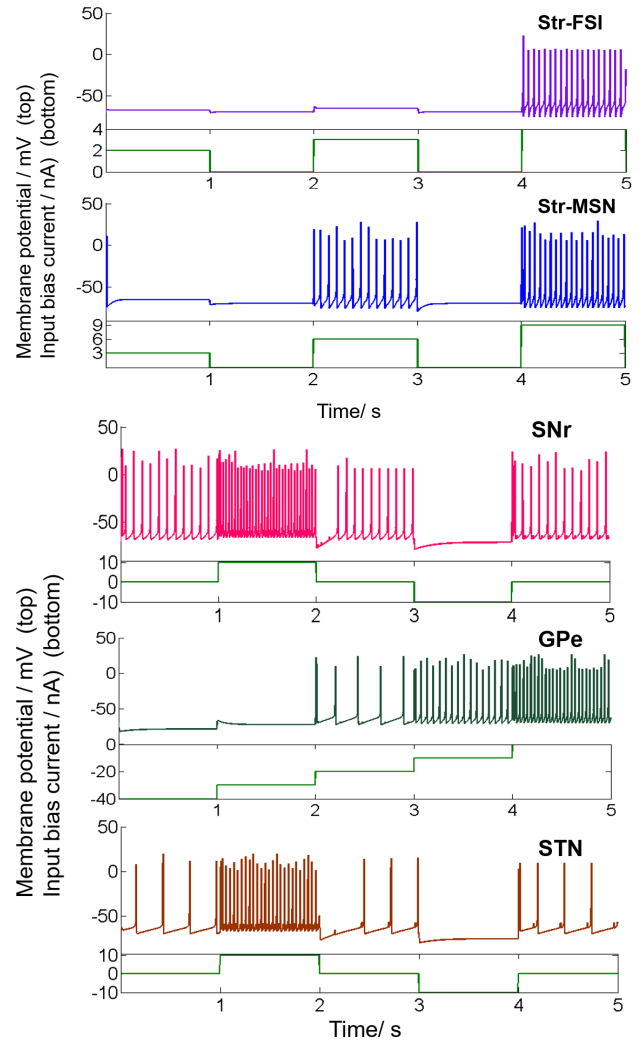 Str-FSI
50
0
-50
4
2
0
1 2 3 4 5
Str-MSN
50
0
-50
9
6
3
1 2 3 4 5
Membrane potential / mV (top)
Input bias current / nA) (bottom)
Time/ s
SNr
50
0
-50
10
0
-10
1 2 3 4 5
GPe
50
0
-50
0
-20
-40
1 2 3 4 5
STN
50
0
-50
10
0
-10
1 2 3 4 5
Membrane potential / mV (top)
Input bias current / nA) (bottom)
Time/ s